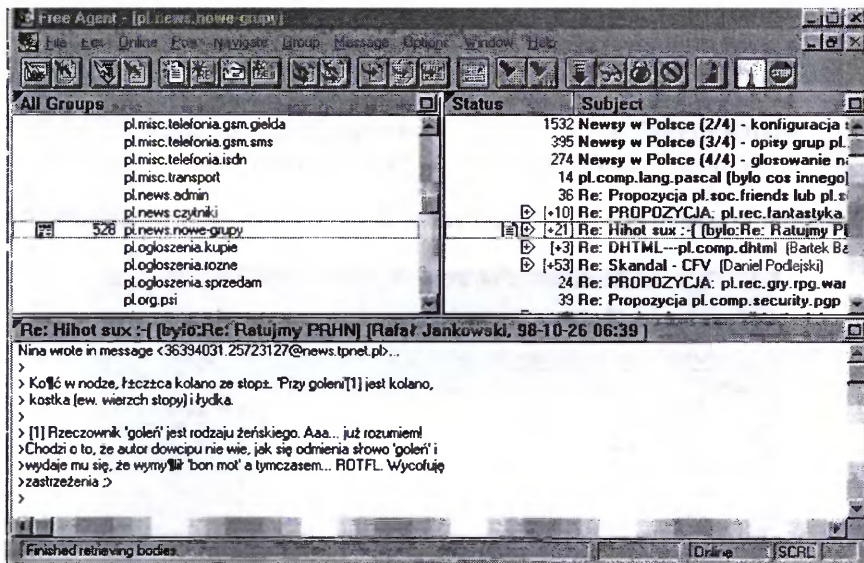 Free Agent - [pl.news.nowe-grupy]
File Edit Online Post Navigate Group Message Options Window Help
All Groups
pl.misc.telefonia.gsm.gielda
pl.misc.telefonia.gsm.sms
pl.misc.telefonia.isdn
pl.misc.transport
pl.news.admin
pl.news.czytniki
528 pl.news.nowe-grupy
pl.ogloszenia.kupie
pl.ogloszenia.rozne
pl.ogloszenia.sprzedam
pl.org.psi
Status Subject
1532 Newsy w Polsce (2/4) - konfiguracja
395 Newsy w Polsce (3/4) - opisy grup pl.
274 Newsy w Polsce (4/4) - glosowanie
14 pl.comp.lang.pascal (bylo cos innego)
36 Re: Propozycja pl.soc.friends lub
[+10] Re: PROPOZYCJA: pl.rec.fantastyka.
[+21] Re: Hihot sux :-( (bylo:Re: Ratujmy
[+3] Re: DHTML---pl.comp.dhtml (Bartek
[+53] Re: Skandal - CFV (Daniel Podlejski)
24 Re: PROPOZYCJA: pl.rec.gry.rpg.war
39 Re: Propozycja pl.comp.security.pgp
Re: Hihot sux :-( (bylo:Re: Ratujmy PRHN) [Rafał Jankowski, 98-10-26 06:39 ]
Nina wrote in message <36394031.25723127@news.tpnet.pl>...
>
> Ko¶ć w nodze, ł±cz±ca kolano ze stop±. 'Przy goleni'[1] jest kolano,
> kostka (ew. wierzch stopy) i łydka.
>
> [1] Rzeczownik 'goleń' jest rodzaju żeńskiego. Aaa... już rozumiem!
>Chodzi o to, że autor dowcipu nie wie, jak się odmienia słowo 'goleń' i
>wydaje mu się, że wymy¶lił 'bon mot' a tymczasem... ROTFL. Wycofuję
>zastrzeżenia ;>
>
Finished retrieving bodies. Online SCRL